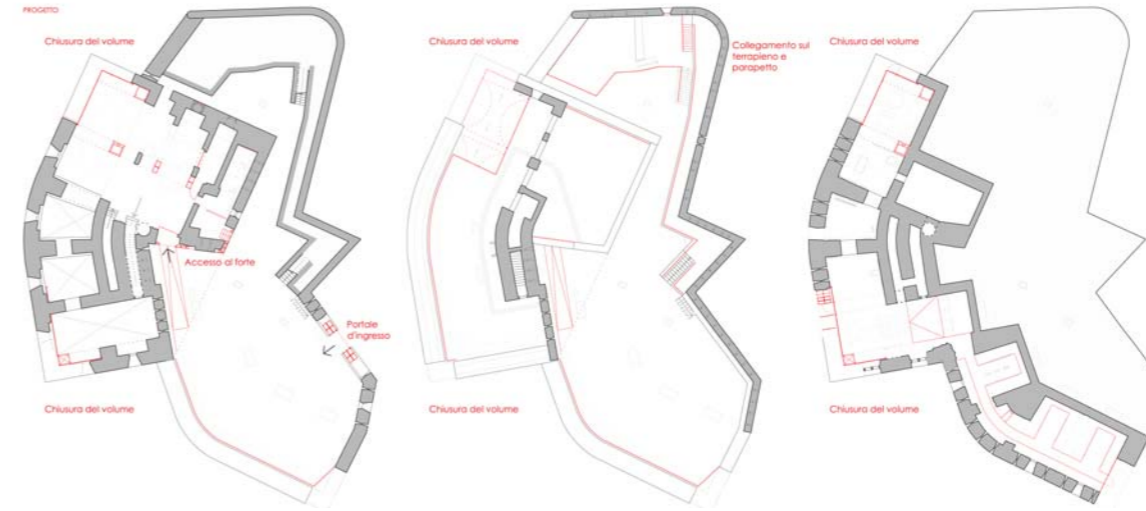 PROGETTO
Chiusura del volume
Accesso al forte
Portale
d'ingresso
Chiusura del volume
Chiusura del volume
Collegamento sul
terrapieno e
parapetto
Chiusura del volume
Chiusura del volume
Chiusura del volume